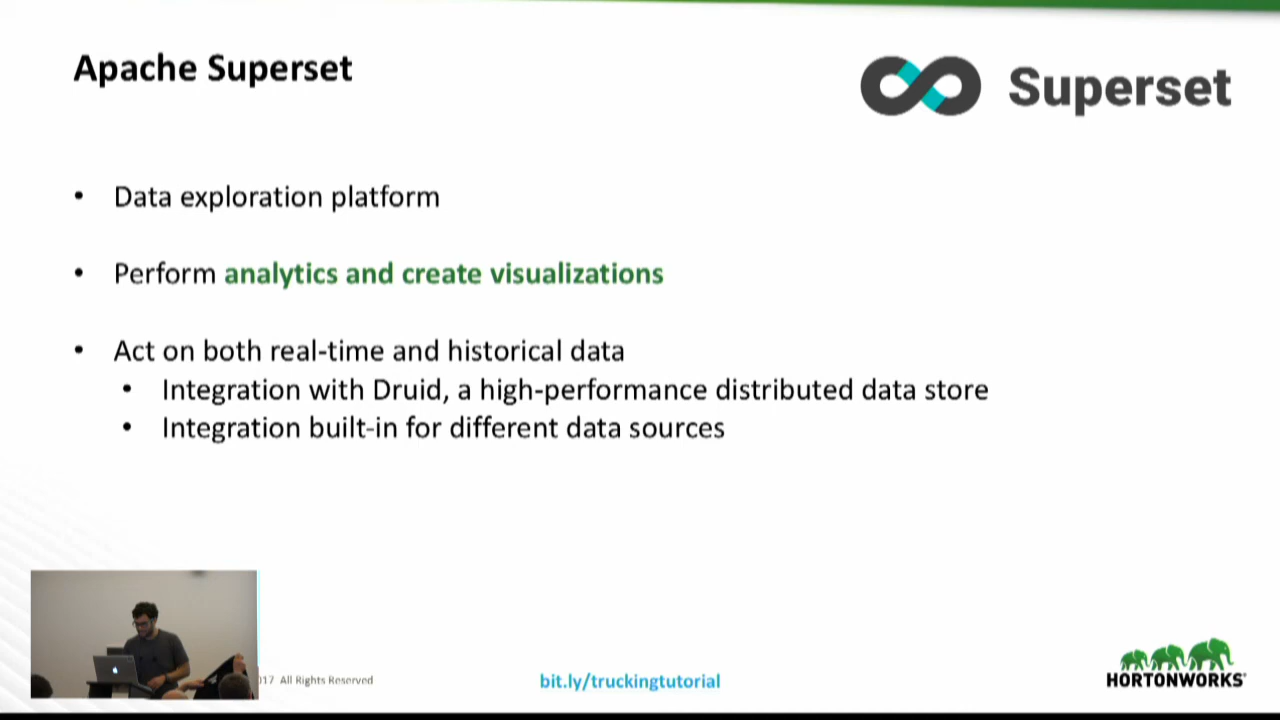 Apache Superset
Superset
• Data exploration platform
• Perform analytics and create visualizations
• Act on both real-time and historical data
• Integration with Druid, a high-performance distributed data store
• Integration built-in for different data sources
17 All Rights Reserved
bit.ly/truckingtutorial
HORTONWORKS